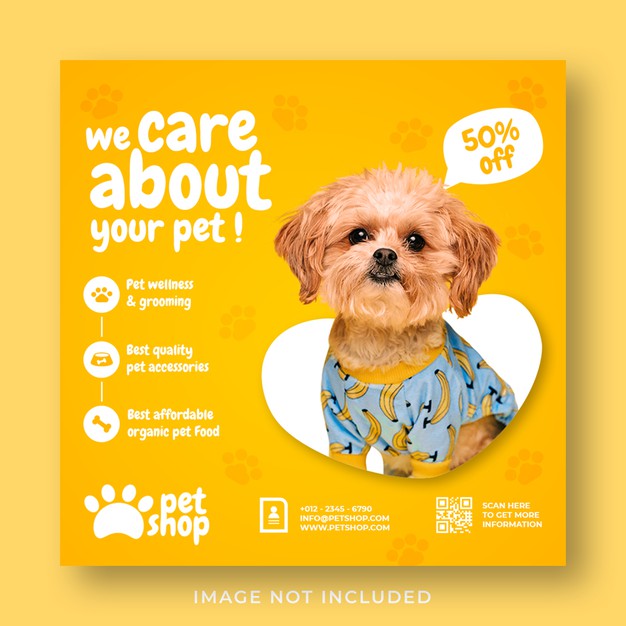 we care
about
your pet !
50%
off
Pet wellness
& grooming
Best quality
pet accessories
Best affordable
organic pet Food
pet
shop
+012 - 2345 - 6790
INFO@PETSHOP.COM
WWW.PETSHOP.COM
SCAN HERE
TO GET MORE
INFORMATION
IMAGE NOT INCLUDED